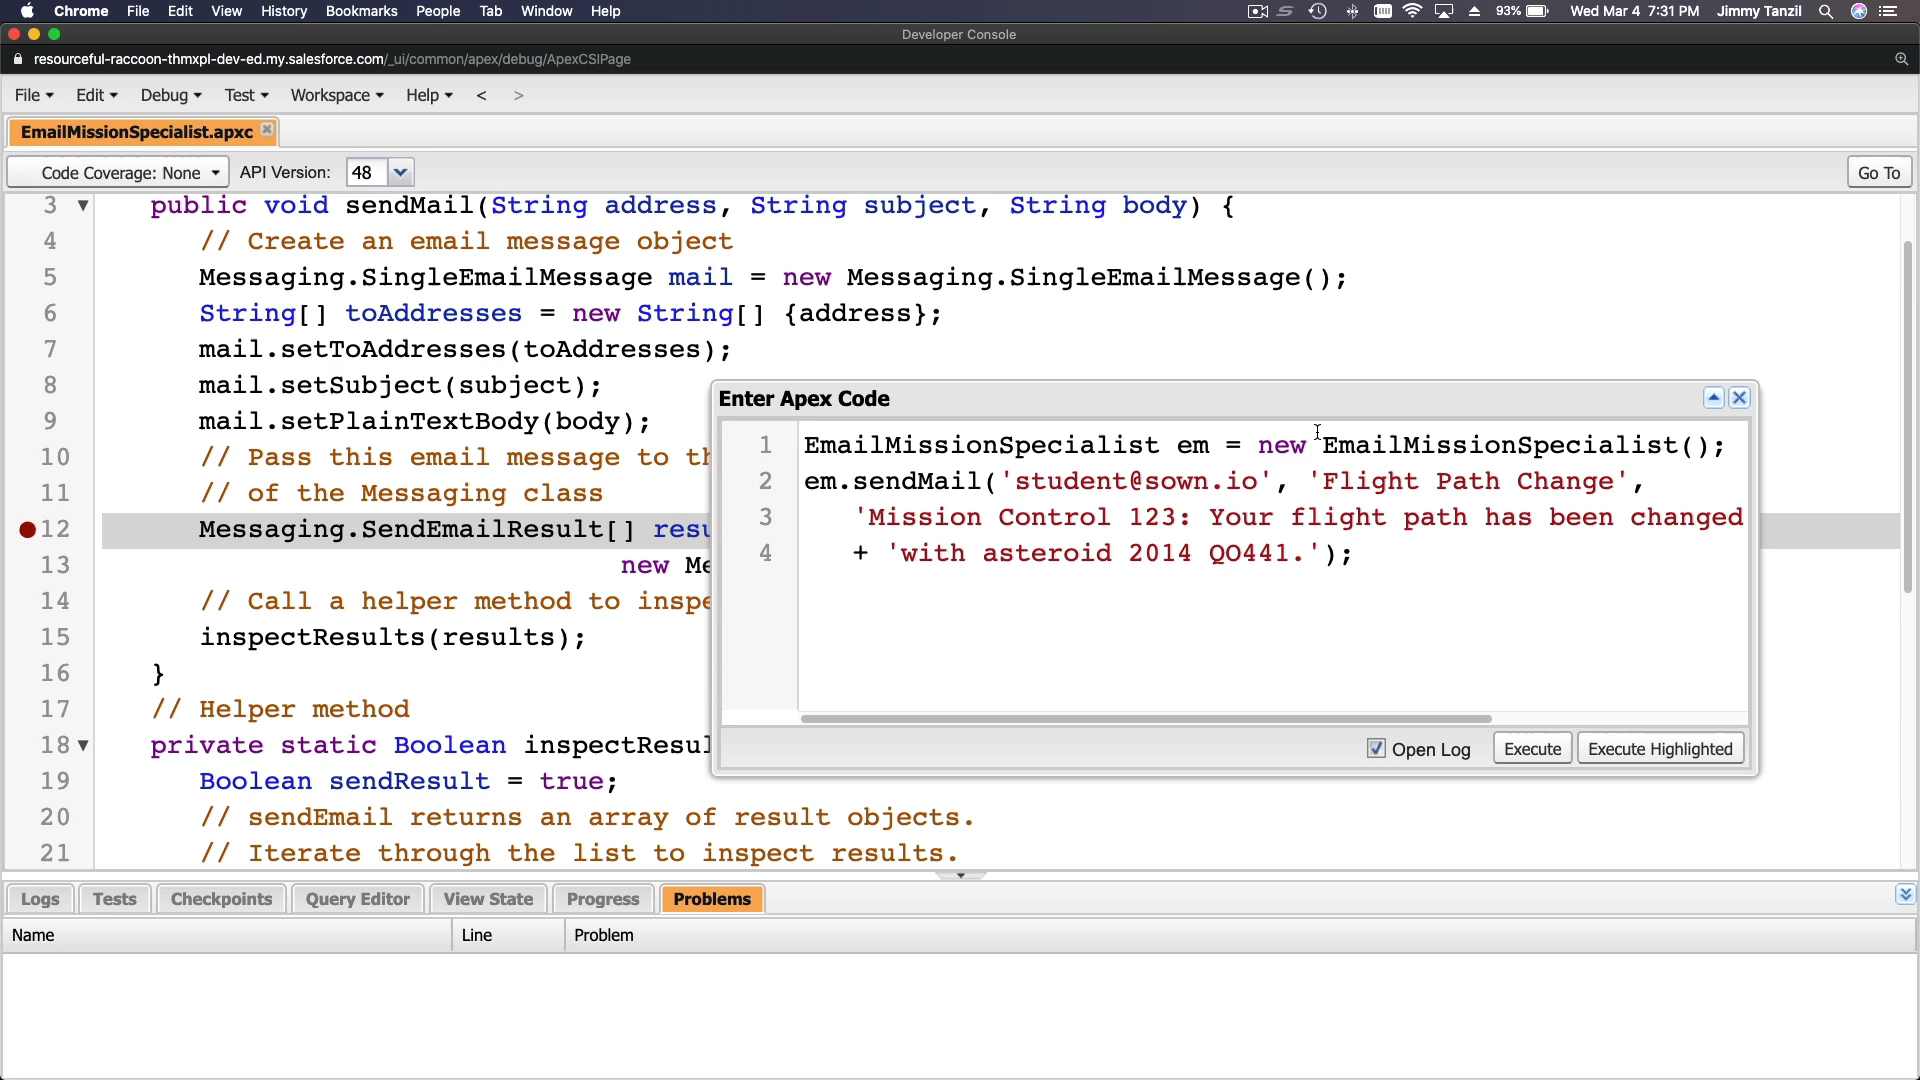 Chrome File Edit View History Bookmarks People Tab Window Help 93% Wed Mar 4 7:31 PM Jimmy Tanzil
Developer Console
resourceful-raccoon-thmxpl-dev-ed.my.salesforce.com/_ui/common/apex/debug/ApexCSIPage
File Edit Debug Test Workspace Help < >
EmailMissionSpecialist.apxc
Code Coverage: None API Version: 48 Go To
3 public void sendMail(String address, String subject, String body) {
4 // Create an email message object
5 Messaging.SingleEmailMessage mail = new Messaging.SingleEmailMessage();
6 String[] toAddresses = new String[] {address};
7 mail.setToAddresses(toAddresses);
8 mail.setSubject(subject);
9 mail.setPlainTextBody(body);
10 // Pass this email message to th
11 // of the Messaging class
12 Messaging.SendEmailResult[] resu
13 new Me
14 // Call a helper method to inspe
15 inspectResults(results);
16 }
17 // Helper method
18 private static Boolean inspectResul
19 Boolean sendResult = true;
20 // sendEmail returns an array of result objects.
21 // Iterate through the list to inspect results.
Enter Apex Code
1 EmailMissionSpecialist em = new EmailMissionSpecialist();
2 em.sendMail('student@sown.io', 'Flight Path Change',
3 'Mission Control 123: Your flight path has been changed
4 + 'with asteroid 2014 QO441.');
Open Log Execute Execute Highlighted
Logs Tests Checkpoints Query Editor View State Progress Problems
Name Line Problem